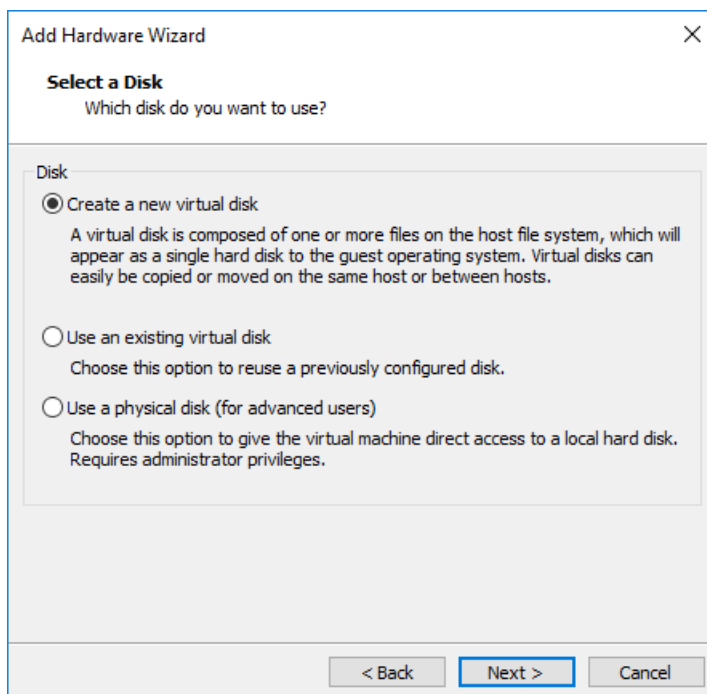 Add Hardware Wizard
Select a Disk
Which disk do you want to use?
Disk
Create a new virtual disk
A virtual disk is composed of one or more files on the host file system, which will
appear as a single hard disk to the guest operating system. Virtual disks can
easily be copied or moved on the same host or between hosts.
Use an existing virtual disk
Choose this option to reuse a previously configured disk.
Use a physical disk (for advanced users)
Choose this option to give the virtual machine direct access to a local hard disk.
Requires administrator privileges.
< Back
Next >
Cancel